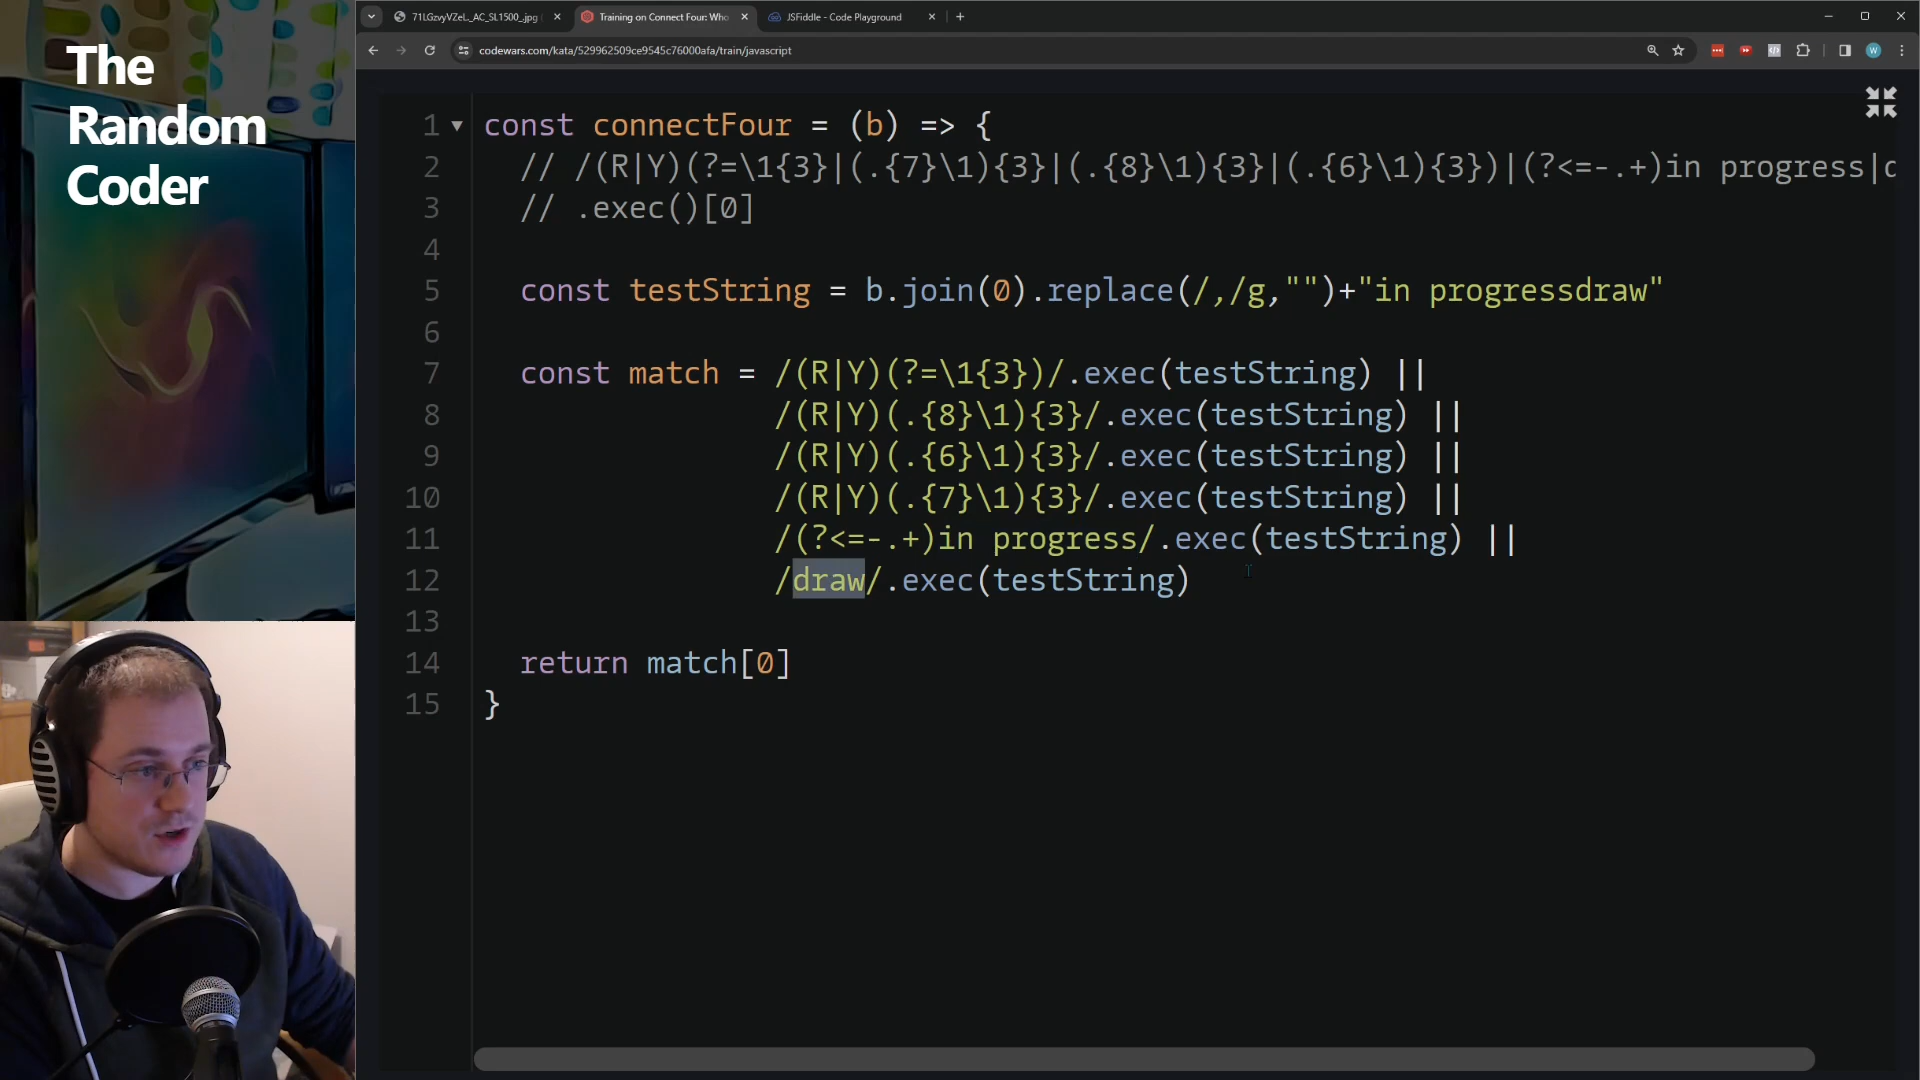 The
Random
Coder
71LGzvyVZeL._AC_SL1500_.jpg (
Training on Connect Four: Who
JSFiddle - Code Playground
codewars.com/kata/529962509ce9545c76000afa/train/javascript
W
1 const connectFour = (b) => {
2 // /(R|Y)(?=\1{3}|(.{7}\1){3}|(.{8}\1){3}|(.{6}\1){3})|(?<=-.+)in progress|d
3 // .exec()[0]
4
5 const testString = b.join(0).replace(/,/g,"")+"in progressdraw"
6
7 const match = /(R|Y)(?=\1{3})/.exec(testString) ||
8 /(R|Y)(.{8}\1){3}/.exec(testString) ||
9 /(R|Y)(.{6}\1){3}/.exec(testString) ||
10 /(R|Y)(.{7}\1){3}/.exec(testString) ||
11 /(?<=-.+)in progress/.exec(testString) ||
12 /draw/.exec(testString)
13
14 return match[0]
15 }